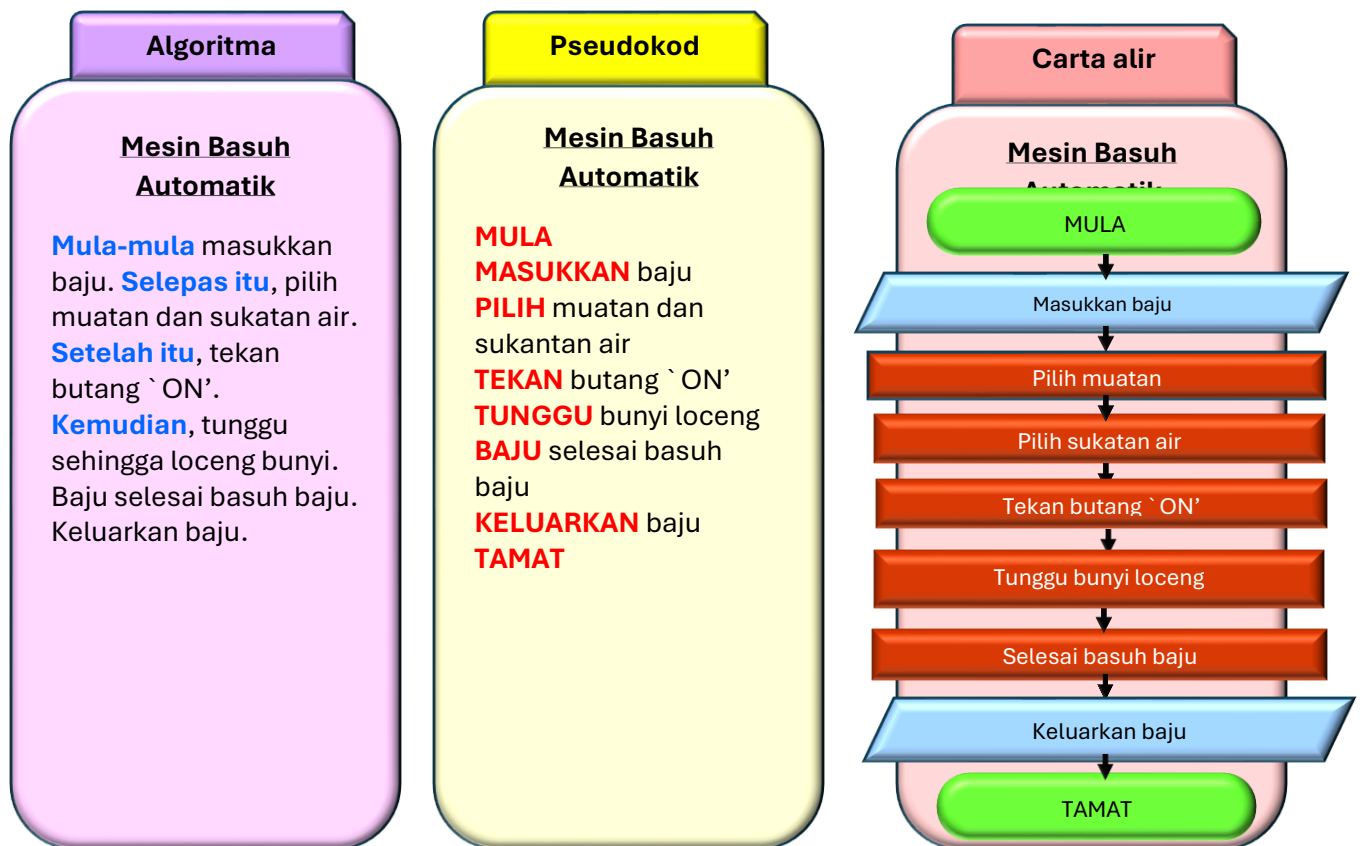 Algoritma
Mesin Basuh
Automatik
Mula-mula masukkan
baju. Selepas itu, pilih
muatan dan sukatan air.
Setelah itu, tekan
butang `ON’.
Kemudian, tunggu
sehingga loceng bunyi.
Baju selesai basuh baju.
Keluarkan baju.
Pseudokod
Mesin Basuh
Automatik
MULA
MASUKKAN baju
PILIH muatan dan
sukantan air
TEKAN butang `ON’
TUNGGU bunyi loceng
BAJU selesai basuh
baju
KELUARKAN baju
TAMAT
Carta alir
Mesin Basuh
Automatik
MULA
Masukkan baju
Pilih muatan
Pilih sukatan air
Tekan butang `ON’
Tunggu bunyi loceng
Selesai basuh baju
Keluarkan baju
TAMAT